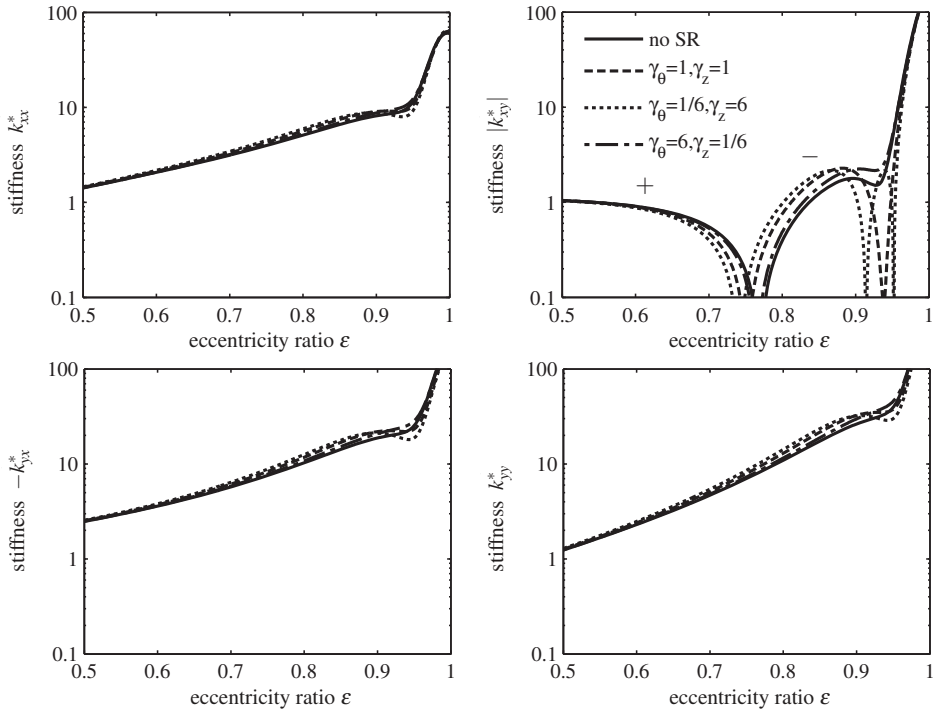 100
10
1
0.1
0.5 0.6 0.7 0.8 0.9 1
eccentricity ratio ε
stiffness k*xx
100
10
1
0.1
0.5 0.6 0.7 0.8 0.9 1
eccentricity ratio ε
stiffness |k*xy|
no SR
γθ=1,γz=1
γθ=1/6,γz=6
γθ=6,γz=1/6
+
−
100
10
1
0.1
0.5 0.6 0.7 0.8 0.9 1
eccentricity ratio ε
stiffness −k*yx
100
10
1
0.1
0.5 0.6 0.7 0.8 0.9 1
eccentricity ratio ε
stiffness k*yy